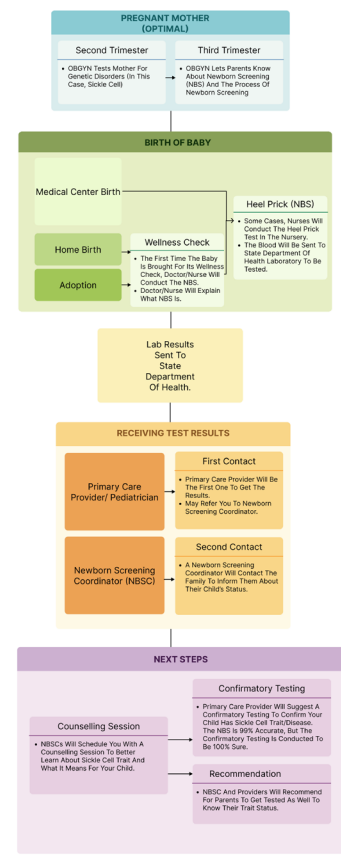 PREGNANT MOTHER
(OPTIMAL)
Second Trimester
• OBGYN Tests Mother For
Genetic Disorders (In This
Case, Sickle Cell)
Third Trimester
• OBGYN Lets Parents Know
About Newborn Screening
(NBS) And The Process Of
Newborn Screening
BIRTH OF BABY
Medical Center Birth
Home Birth
Adoption
Wellness Check
• The First Time The Baby
Is Brought For Its Wellness
Check, Doctor/Nurse Will
Conduct The NBS.
• Doctor/Nurse Will Explain
What NBS Is.
Heel Prick (NBS)
• Some Cases, Nurses Will
Conduct The Heel Prick
Test In The Nursery.
• The Blood Will Be Sent To
State Department Of
Health Laboratory To Be
Tested.
Lab Results
Sent To
State
Department
Of Health.
RECEIVING TEST RESULTS
Primary Care
Provider/ Pediatrician
First Contact
• Primary Care Provider Will Be
The First One To Get The
Results.
• May Refer You To Newborn
Screening Coordinator.
Newborn Screening
Coordinator (NBSC)
Second Contact
• A Newborn Screening
Coordinator Will Contact The
Family To Inform Them About
Their Child's Status.
NEXT STEPS
Counselling Session
• NBSCs Will Schedule You With A
Counselling Session To Better
Learn About Sickle Cell Trait And
What It Means For Your Child.
Confirmatory Testing
• Primary Care Provider Will Suggest A
Confirmatory Testing To Confirm Your
Child Has Sickle Cell Trait/Disease.
The NBS Is 99% Accurate, But The
Confirmatory Testing Is Conducted To
Be 100% Sure.
Recommendation
• NBSC And Providers Will Recommend
For Parents To Get Tested As Well To
Know Their Trait Status.